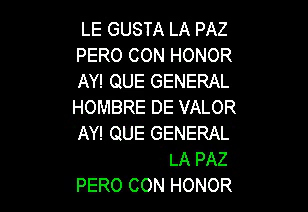 LE GUSTA LA PAZ
PERO CON HONOR
AY! QUE GENERAL
HOMBRE DE VALOR
AY! QUE GENERAL
LA PAZ
PERO CON HONOR